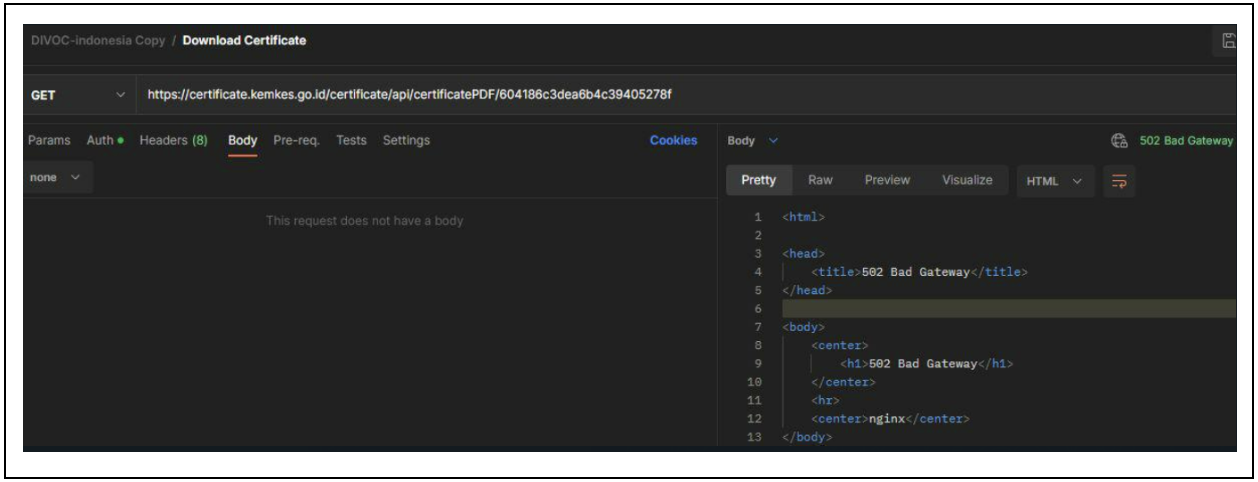 DIVOC-indonesia Copy / Download Certificate
GET https://certificate.kemkes.go.id/certificate/api/certificatePDF/604186c3dea6b4c39405278f
Params Auth Headers (8) Body Pre-req. Tests Settings Cookies
none
This request does not have a body
Body 502 Bad Gateway
Pretty Raw Preview Visualize HTML
1 <html>
2
3 <head>
4 <title>502 Bad Gateway</title>
5 </head>
6
7 <body>
8 <center>
9 <h1>502 Bad Gateway</h1>
10 </center>
11 <hr>
12 <center>nginx</center>
13 </body>